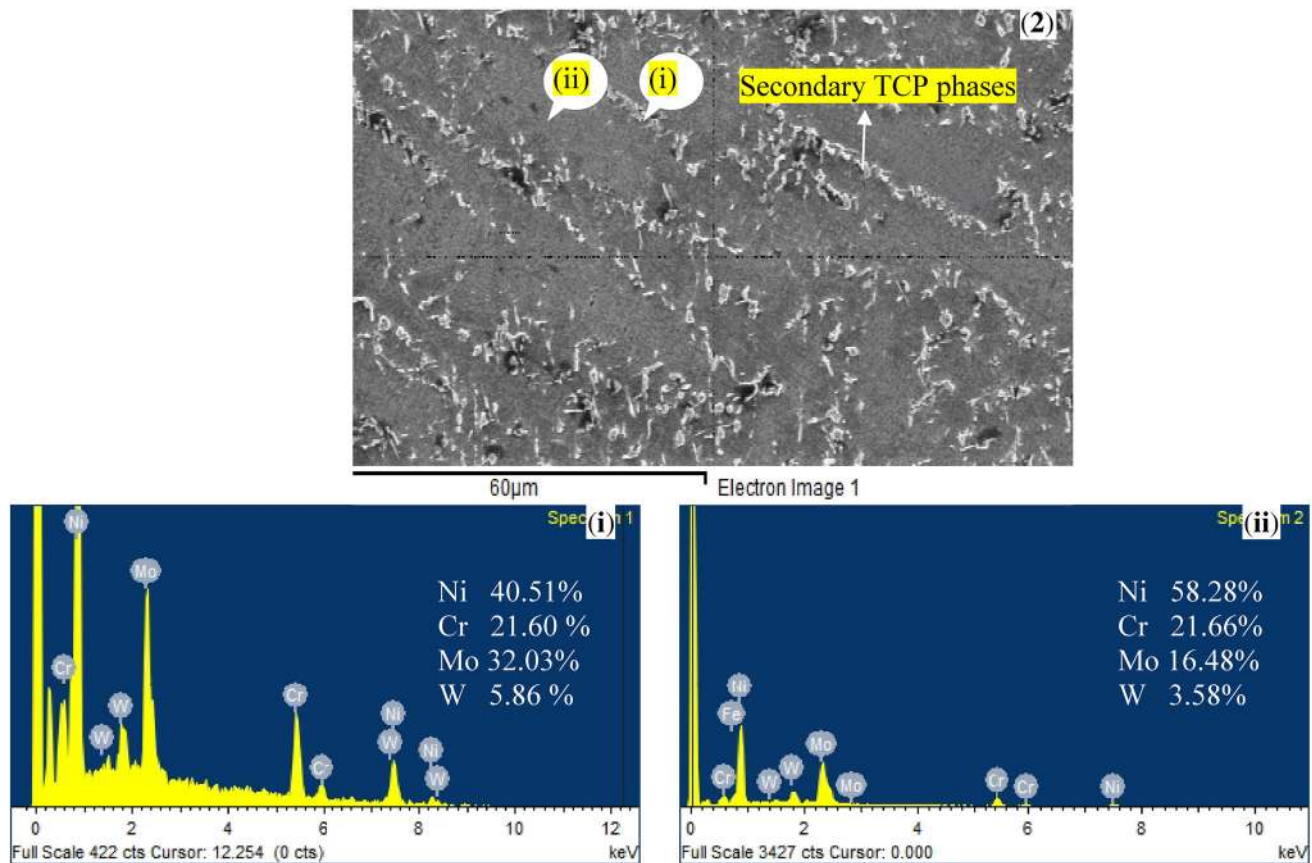 (2)
(ii) (i) Secondary TCP phases
60µm Electron Image 1
Ni Spec m 1 (i)
Mo
Ni 40.51%
Cr 21.60 %
Mo 32.03%
W 5.86 %
Cr W W Cr Cr Ni W Ni W
0 2 4 6 8 10 12
Full Scale 422 cts Cursor: 12.254 (0 cts) keV
Spec m 2 (ii)
Ni 58.28%
Cr 21.66%
Mo 16.48%
W 3.58%
Ni Fe Cr W W Mo Mo Cr Cr Ni
0 2 4 6 8 10
Full Scale 3427 cts Cursor: 0.000 keV